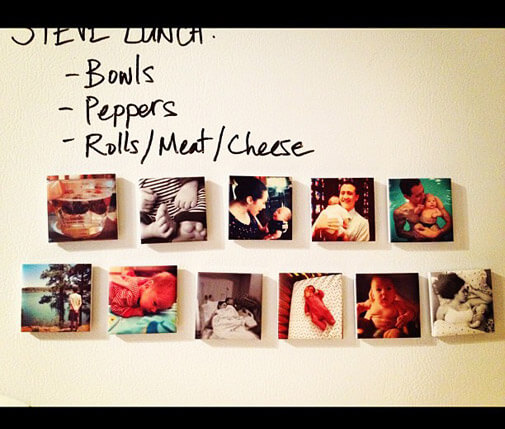 STEVE LUNCH:
- Bowls
- Peppers
- Rolls/Meat/Cheese